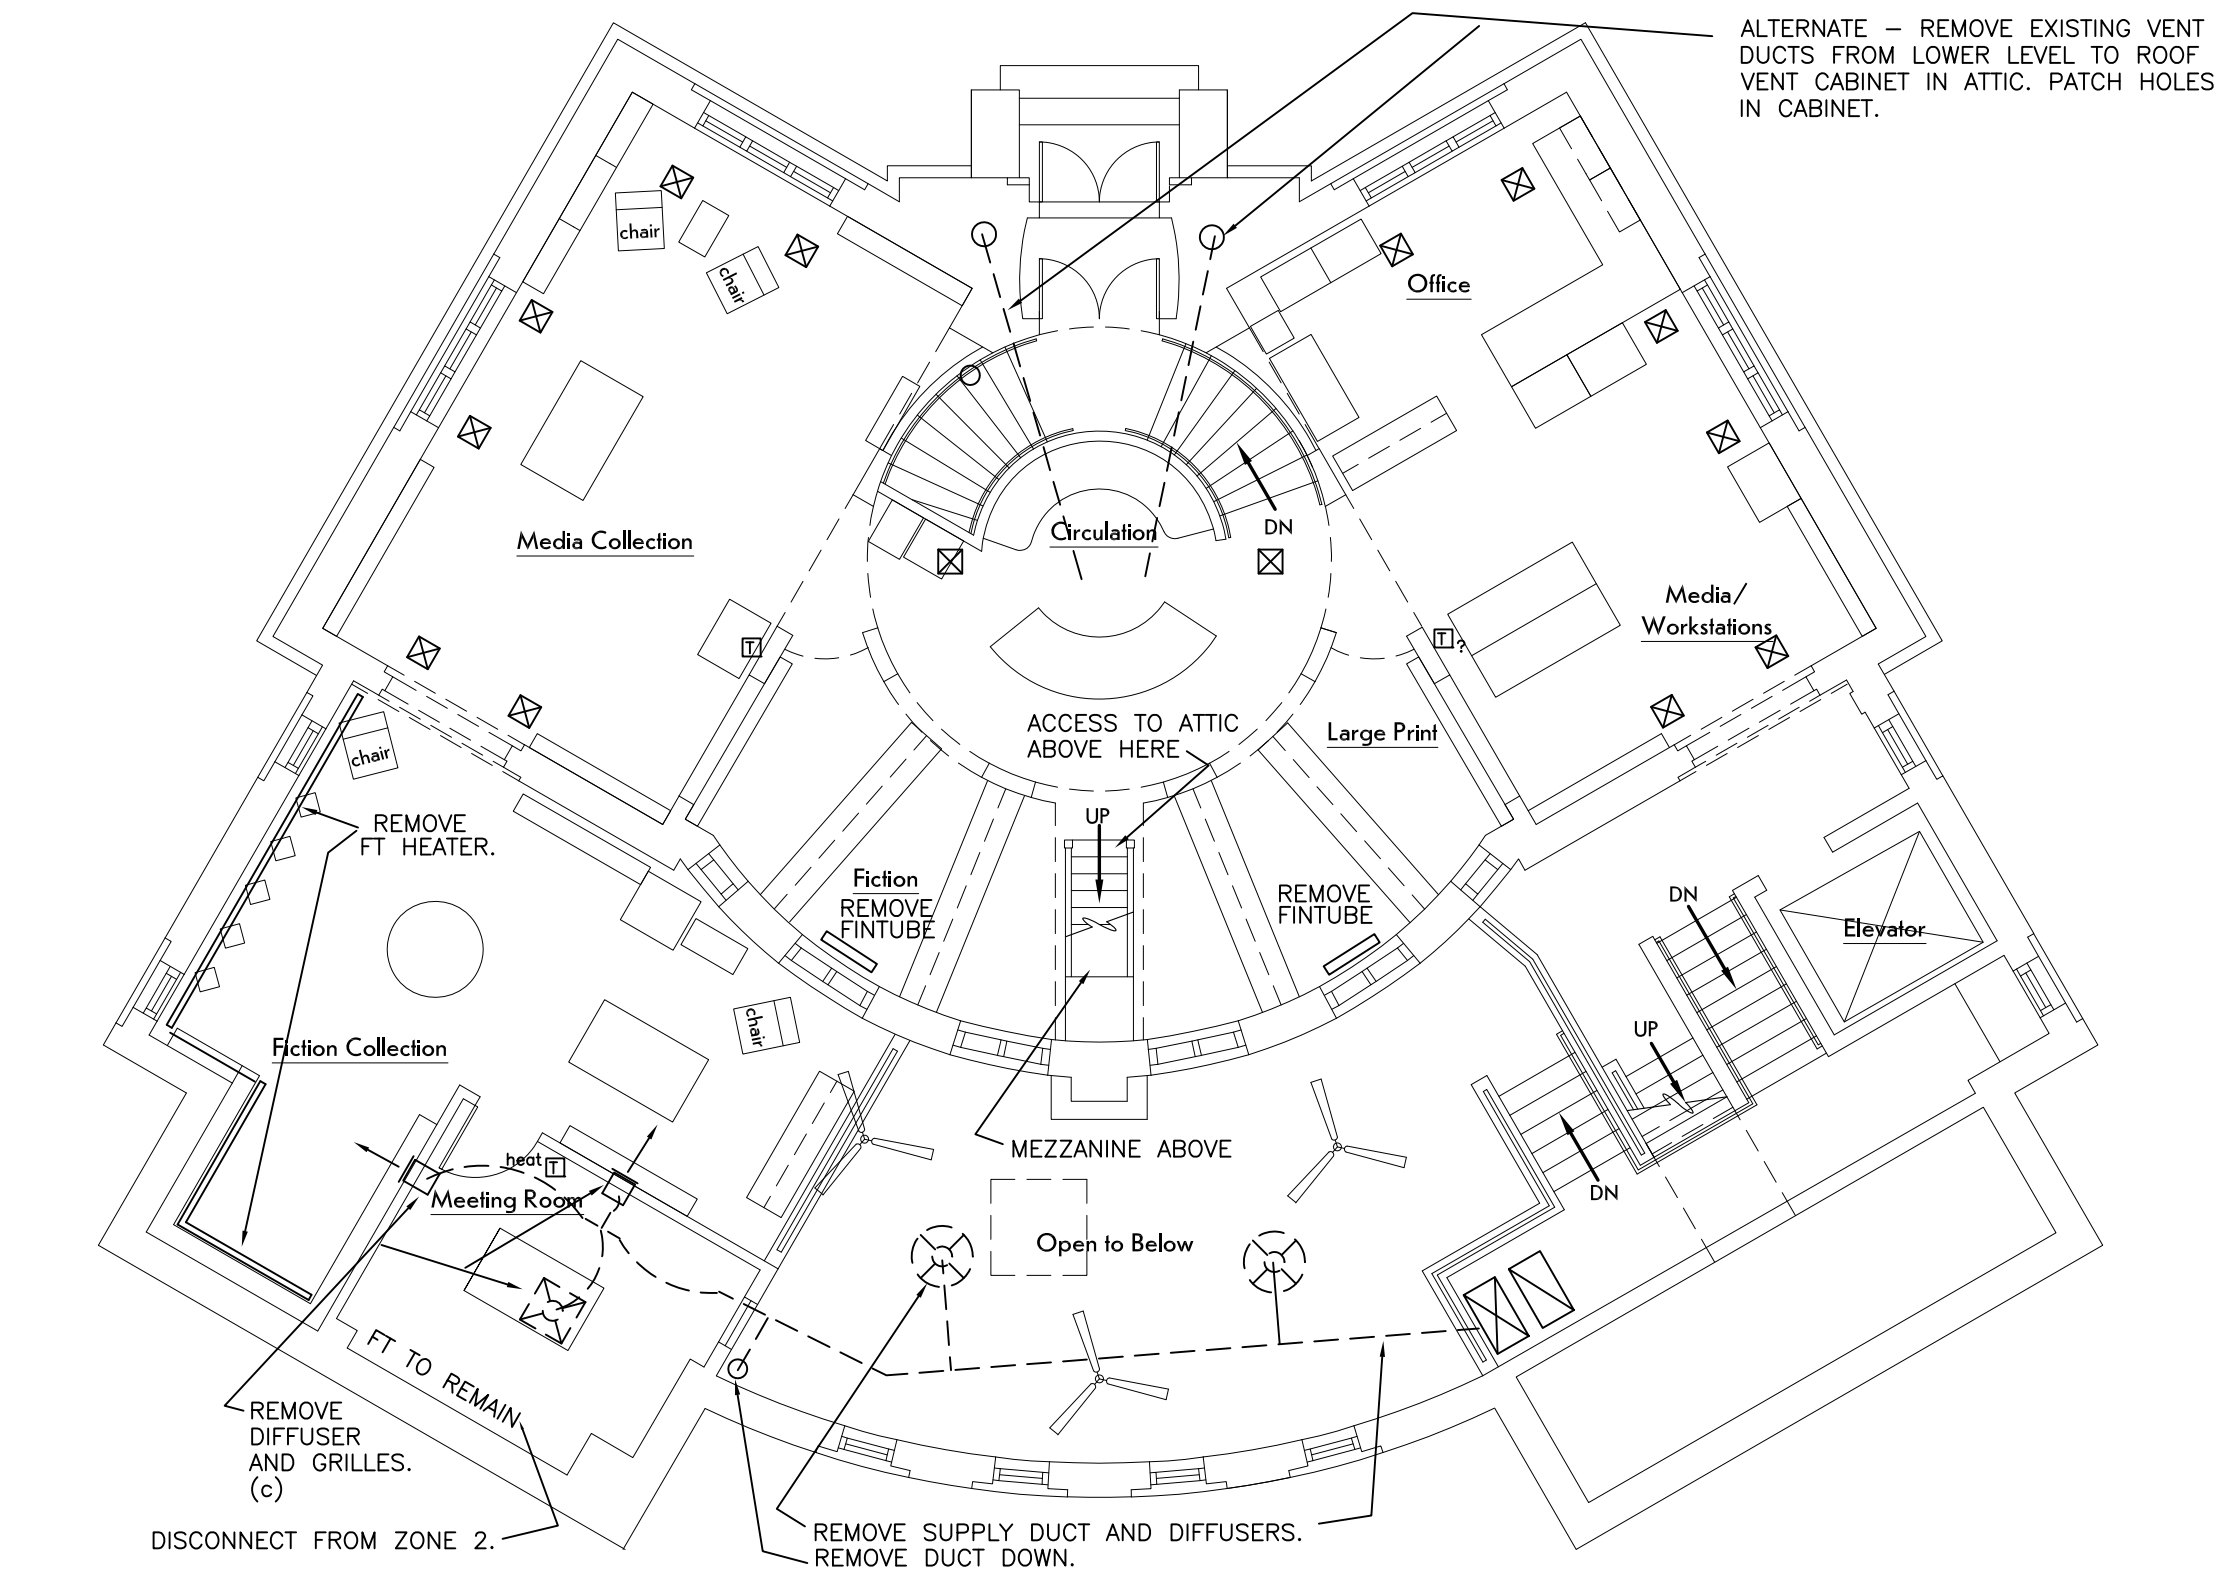 ALTERNATE – REMOVE EXISTING VENT
DUCTS FROM LOWER LEVEL TO ROOF
VENT CABINET IN ATTIC. PATCH HOLES
IN CABINET.
chair
chair
Office
Media Collection
Circulation
DN
Media/
Workstations
T
T
?
ACCESS TO ATTIC
ABOVE HERE
Large Print
chair
REMOVE
FT HEATER.
UP
Fiction
REMOVE
FINTUBE
REMOVE
FINTUBE
DN
Elevator
chair
UP
Fiction Collection
MEZZANINE ABOVE
heat
T
Meeting Room
DN
Open to Below
FT TO REMAIN
REMOVE
DIFFUSER
AND GRILLES.
(c)
DISCONNECT FROM ZONE 2.
REMOVE SUPPLY DUCT AND DIFFUSERS.
REMOVE DUCT DOWN.